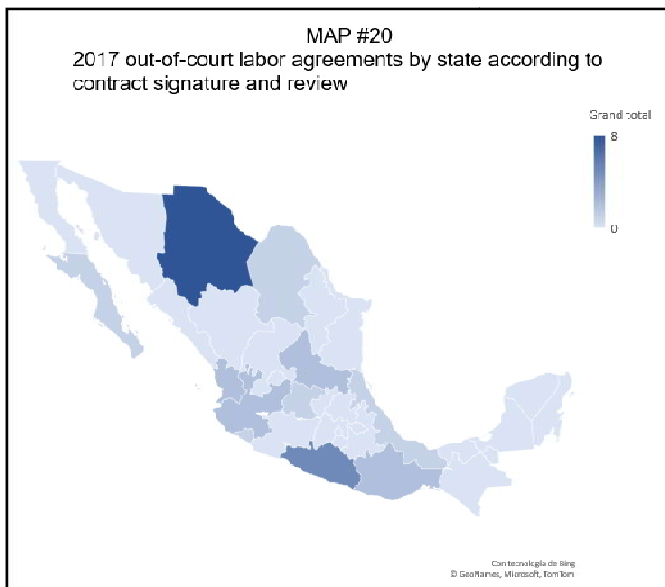 MAP #20
2017 out-of-court labor agreements by state according to
contract signature and review
Grand total
8
0
Con tecnología de Bing
© GeoNames, Microsoft, TomTom